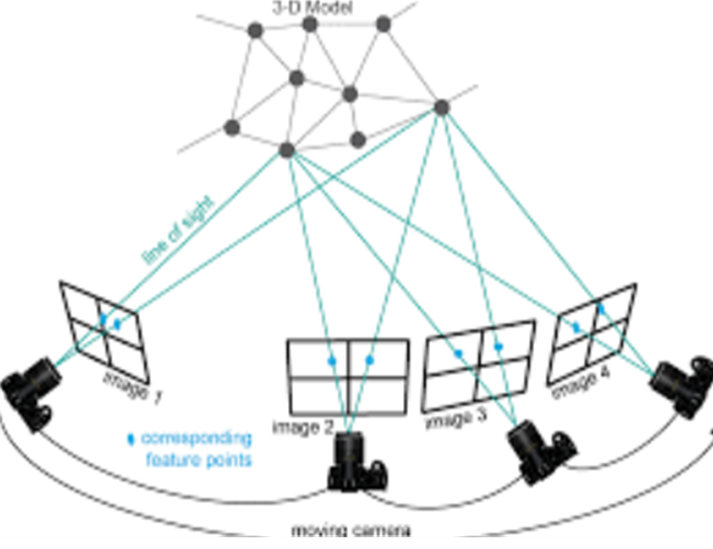 3-D Model
line of sight
image 1
image 2
image 3
image 4
corresponding
feature points
moving camera